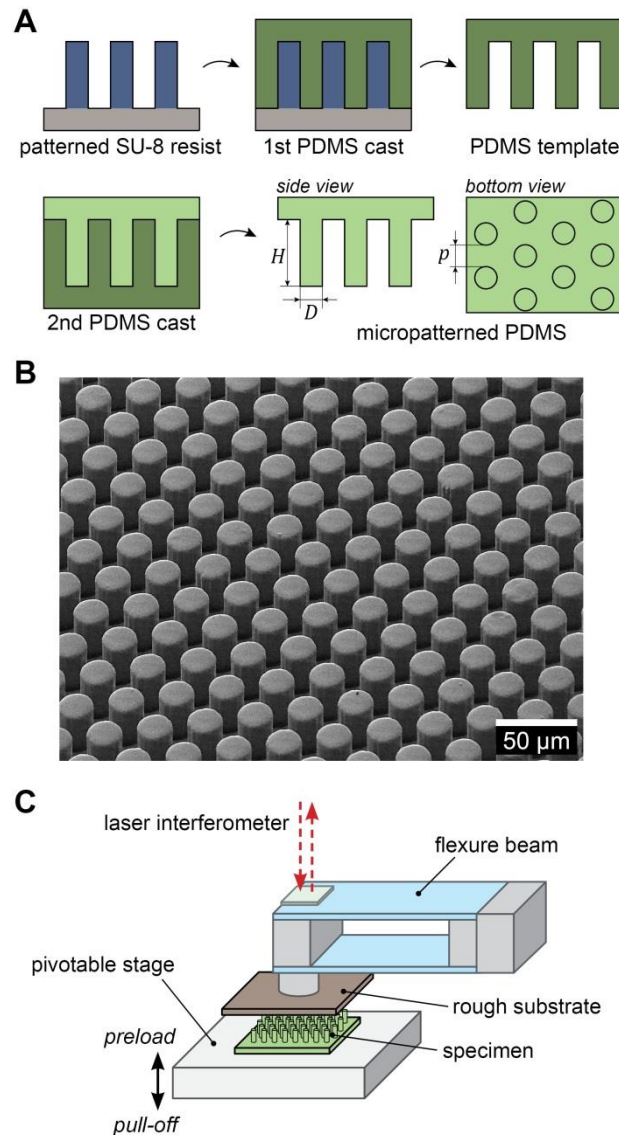 A
patterned SU-8 resist
1st PDMS cast
PDMS template
side view
bottom view
H
D
p
2nd PDMS cast
micropatterned PDMS
B
50 µm
C
laser interferometer
flexure beam
pivotable stage
rough substrate
preload
specimen
pull-off